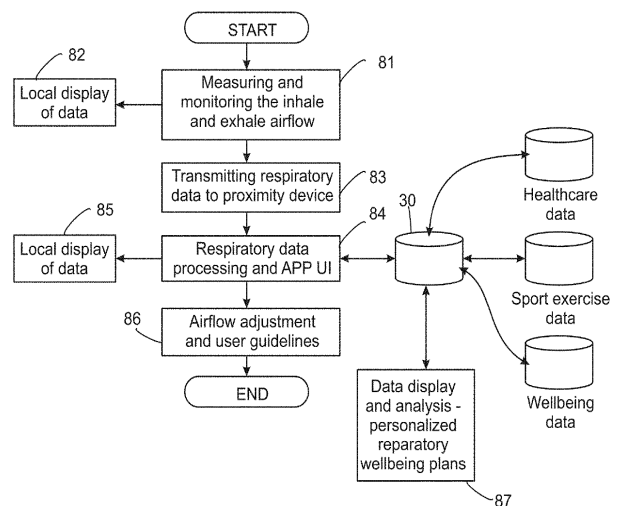 START
82
81
Local display
of data
Measuring and
monitoring the inhale
and exhale airflow
Transmitting respiratory
data to proximity device
83
Healthcare
data
85
84
30
Local display
of data
Respiratory data
processing and APP UI
Sport exercise
data
86
Airflow adjustment
and user guidelines
END
Wellbeing
data
Data display
and analysis -
personalized
reparatory
wellbeing plans
87